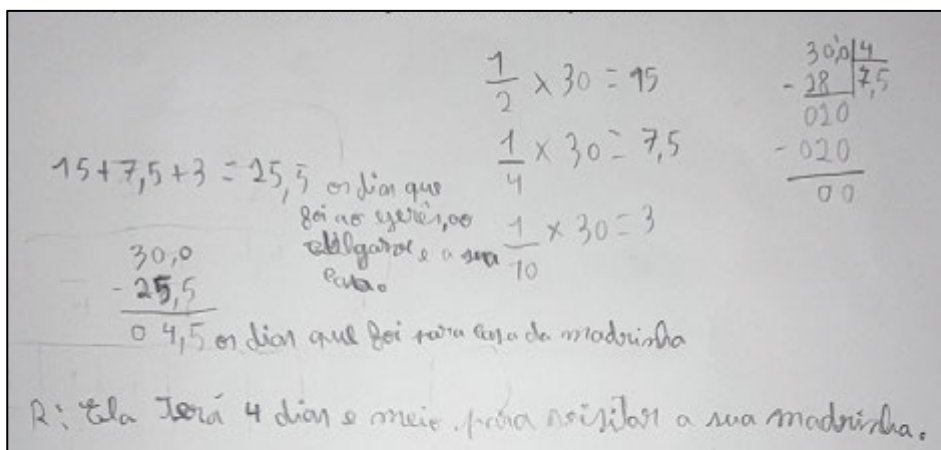 1/2 × 30 = 15
1/4 × 30 = 7,5
1/10 × 30 = 3
30,0 | 4
- 28 | 7,5
020
- 020
00
15 + 7,5 + 3 = 25,5 os dias que
foi ao gerês, ao
algarve e a sua
30,0
- 25,5
0 4,5 os dias que foi para casa da madrinha
R: Ela terá 4 dias e meio para visitar a sua madrinha.